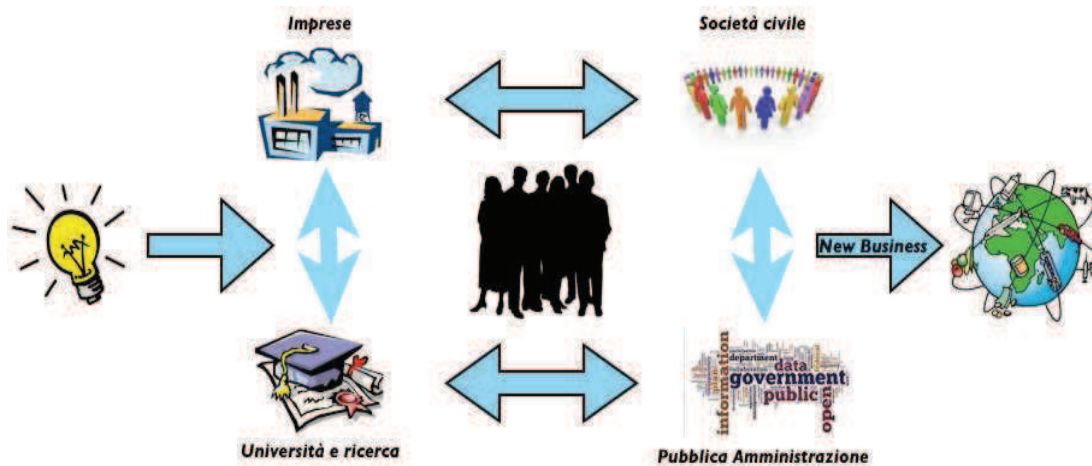 Imprese
Società civile
New Business
information
department
data
government
public
open
Università e ricerca
Pubblica Amministrazione